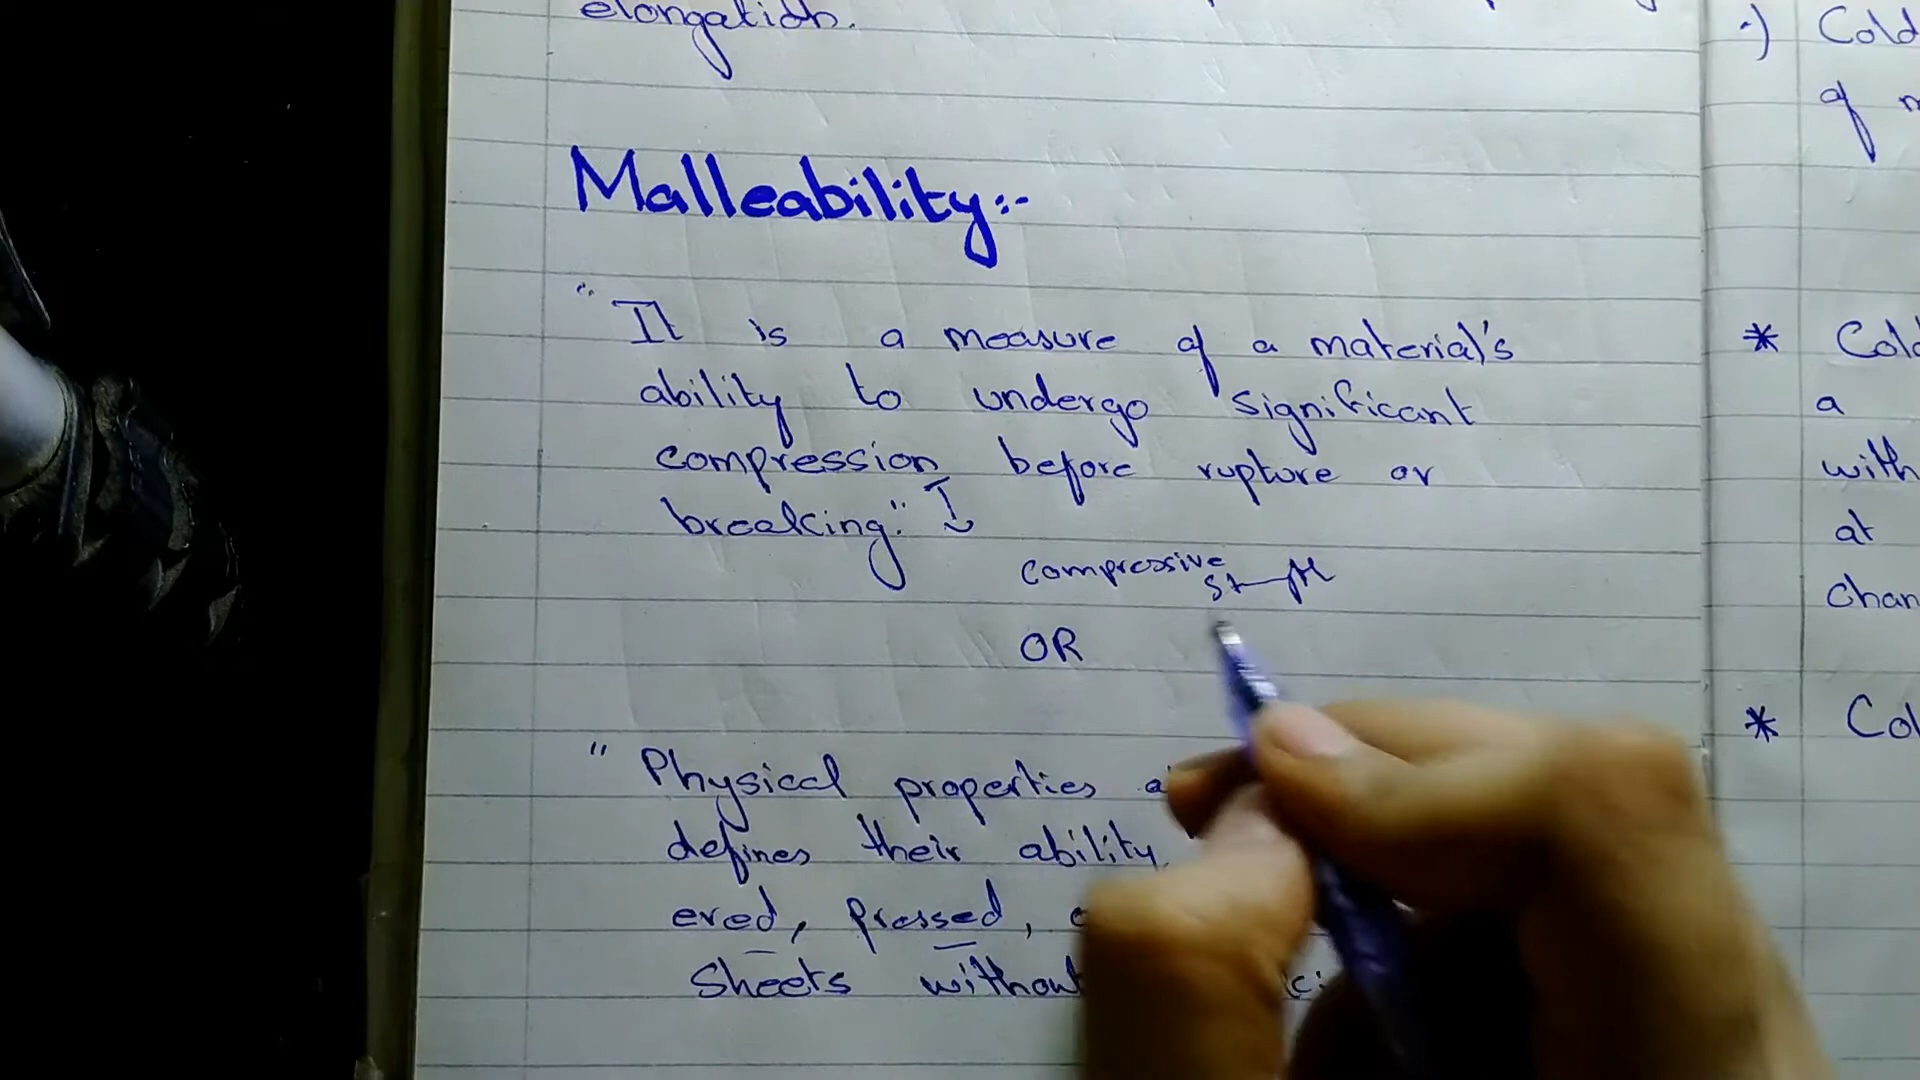 elongation.
Malleability:-
"It is a measure of a material's
ability to undergo significant
compression before rupture or
breaking."
compressive
OR
"Physical properties
defines their ability
ered, pressed,
Sheets without
·) Cold
of
* Cold
a
with
at
chan
* Col